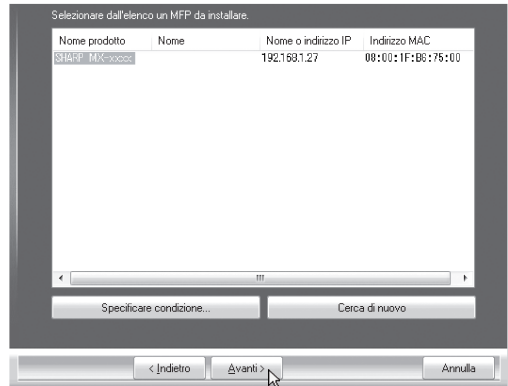 Selezionare dall'elenco un MFP da installare.
Nome prodotto Nome Nome o indirizzo IP Indirizzo MAC
SHARP MX-xxxx 192.168.1.27 08:00:1F:B6:75:00
Specificare condizione... Cerca di nuovo
< Indietro Avanti > Annulla